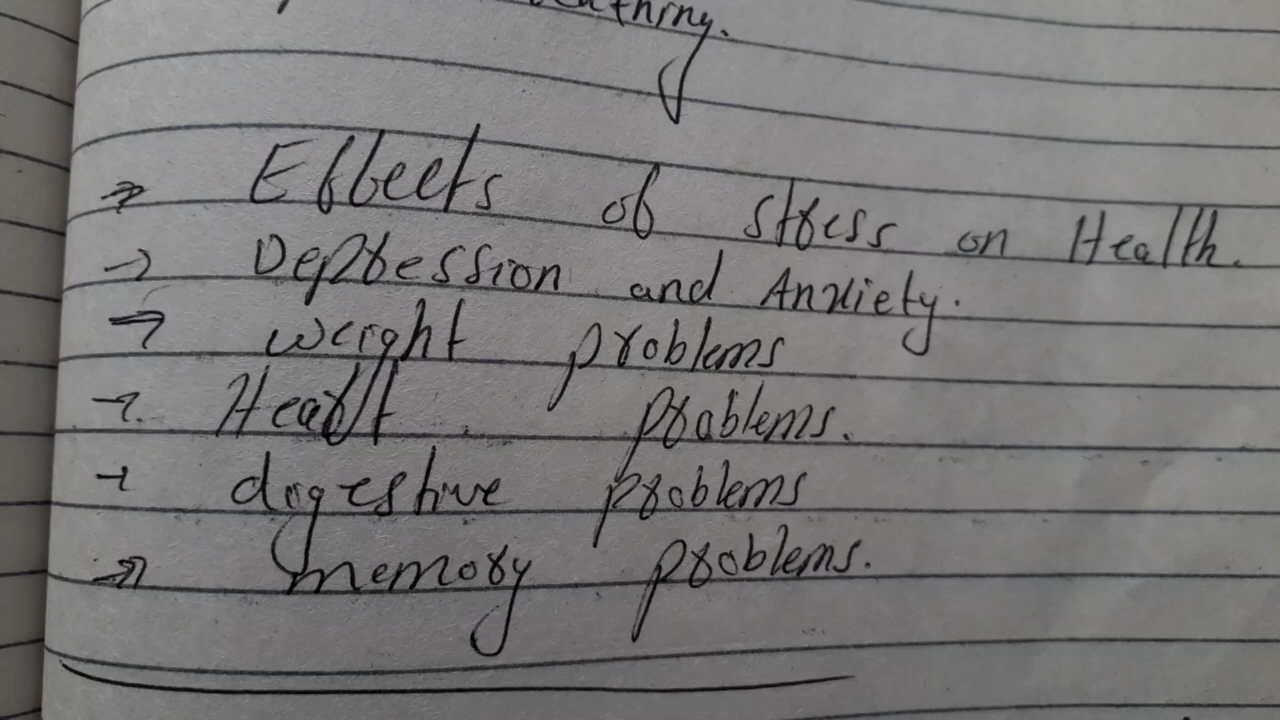 → Effects of stress on Health.
→ Depression and Anxiety.
→ weight problems
→ Heart problems.
→ digestive problems
→ memory problems.